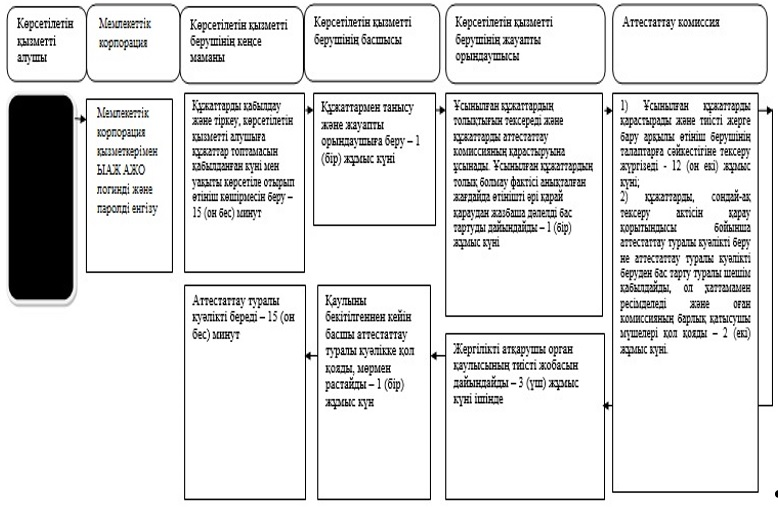 Көрсетілетін
қызметті
алушы
Мемлекеттік
корпорация
Көрсетілетін қызметті
берушінің кеңсе
маманы
Көрсетілетін қызметті
берушінің басшысы
Көрсетілетін қызметті
берушінің жауапты
орындаушысы
Аттестаттау комиссия
Мемлекеттік
корпорация
қызметкерімен
ЫАЖ АЖО
логинді және
паролді енгізу
Құжаттарды қабылдау
және тіркеу, көрсетілетін
қызметті алушыға
құжаттар топтамасын
қабылданған күні мен
уақыты көрсетіле отырып
өтініш көшірмесін беру –
15 (он бес) минут
Құжаттармен танысу
және жауапты
орындаушыға беру – 1
(бір) жұмыс күні
Ұсынылған құжаттардың
толықтығын тексереді және
құжаттарды аттестаттау
комиссияның қарастыруына
ұсынады. Ұсынылған құжаттардың
толық болмау фактісі анықталған
жағдайда өтінішті әрі қарай
қараудан жазбаша дәлелді бас
тартуды дайындайды – 1 (бір)
жұмыс күні
1) Ұсынылған құжаттарды
қарастырады және тиісті жерге
бару арқылы өтініш берушінің
талаптарға сәйкестігіне тексеру
жүргізеді - 12 (он екі) жұмыс
күні;
2) құжаттарды, сондай-ақ
тексеру актісін қарау
қорытындысы бойынша
аттестаттау туралы куәлікті беру
не аттестаттау туралы куәлікті
беруден бас тарту туралы шешім
қабылдайды, ол хаттамамен
ресімделеді және оған
комиссияның барлық қатысушы
мүшелері қол қояды – 2 (екі)
жұмыс күні.
Аттестаттау туралы
куәлікті береді – 15 (он
бес) минут
Қаулыны
бекітілгеннен кейін
басшы аттестаттау
туралы куәлікке қол
қояды, мөрмен
растайды – 1 (бір)
жұмыс күн
Жергілікті атқарушы орган
қаулысының тиісті жобасын
дайындайды – 3 (үш) жұмыс
күні ішінде